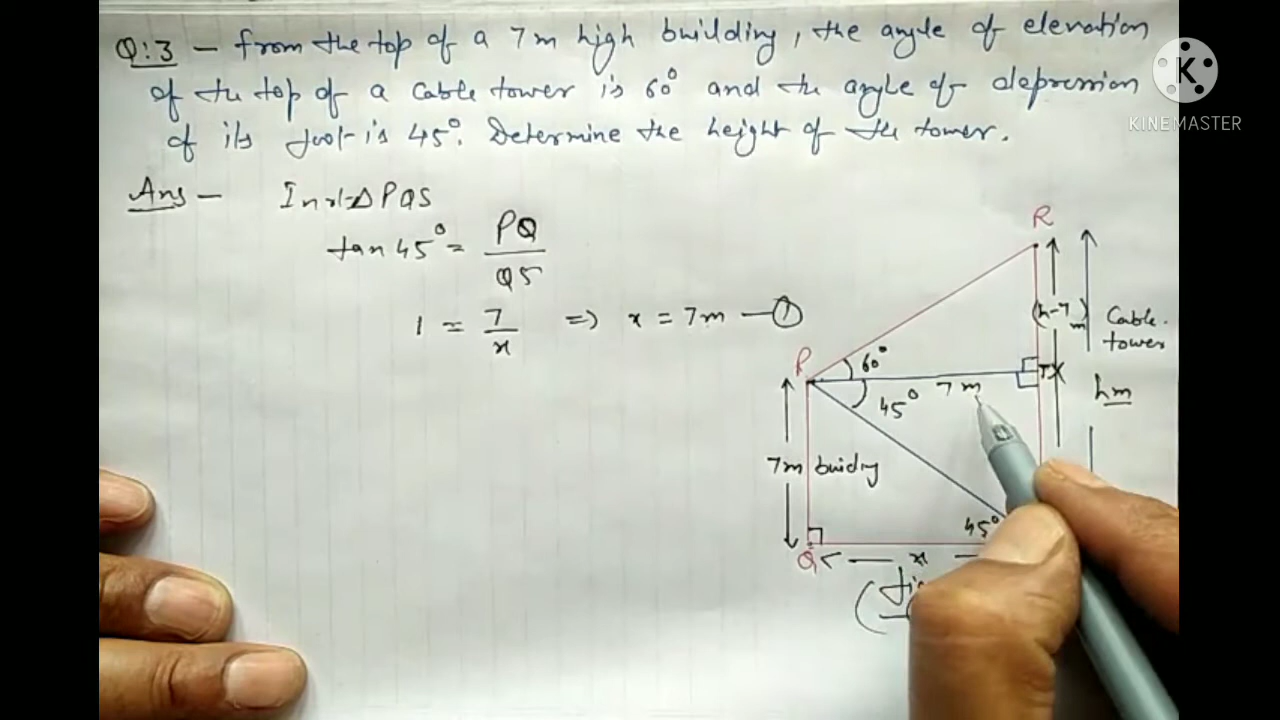 Q:3 – from the top of a 7m high building, the angle of elevation
of the top of a cable tower is 60° and the angle of depression
of its foot is 45°. Determine the height of the tower.
K
KINEMASTER
Ans – In rt Δ PQS
tan 45° = PQ / QS
1 = 7 / x => x = 7m — ①
R
(h-7)m
Cable tower
P
60°
45°
7m
T
hm
7m building
45°
Q
x